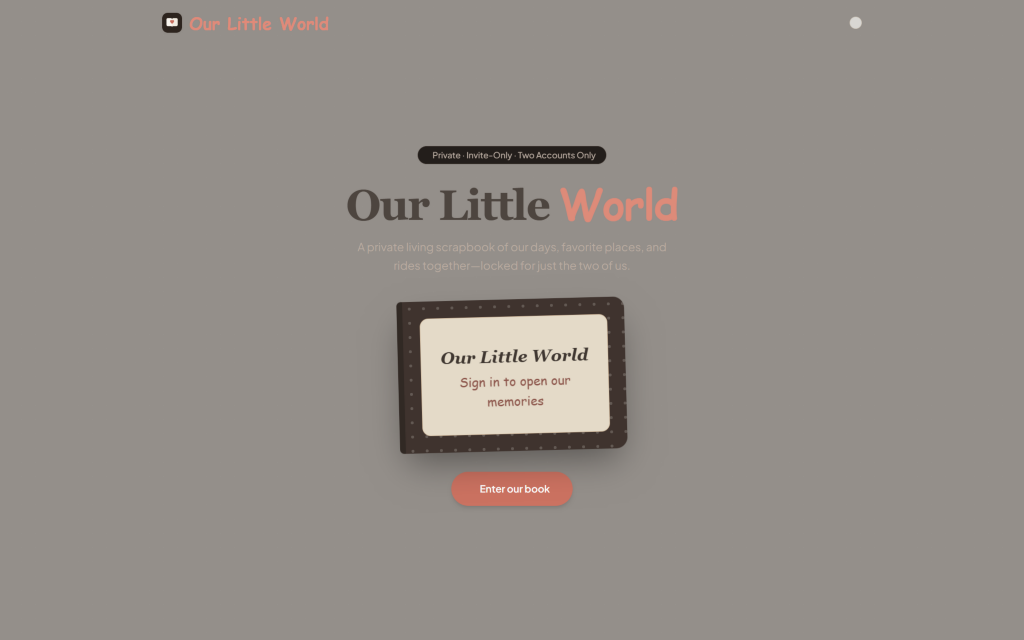 Our Little World
Private · Invite-Only · Two Accounts Only
Our Little World
A private living scrapbook of our days, favorite places, and
rides together—locked for just the two of us.
Our Little World
Sign in to open our
memories
Enter our book